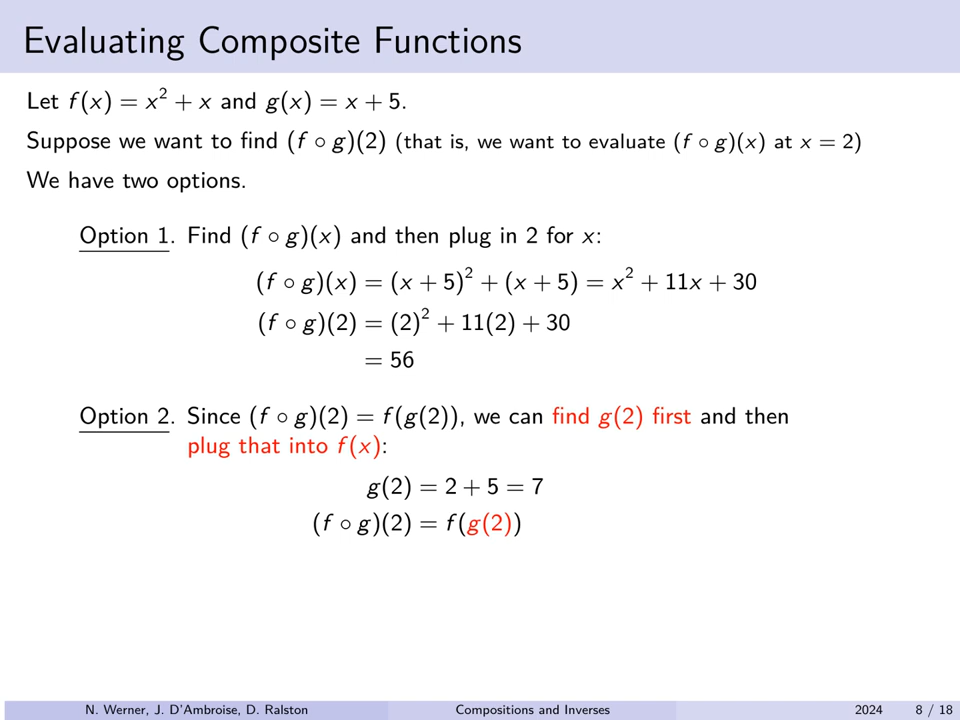 Evaluating Composite Functions
Let f(x) = x² + x and g(x) = x + 5.
Suppose we want to find (f ∘ g)(2) (that is, we want to evaluate (f ∘ g)(x) at x = 2)
We have two options.
Option 1. Find (f ∘ g)(x) and then plug in 2 for x:
(f ∘ g)(x) = (x + 5)² + (x + 5) = x² + 11x + 30
(f ∘ g)(2) = (2)² + 11(2) + 30
= 56
Option 2. Since (f ∘ g)(2) = f(g(2)), we can find g(2) first and then
plug that into f(x):
g(2) = 2 + 5 = 7
(f ∘ g)(2) = f(g(2))
N. Werner, J. D'Ambroise, D. Ralston Compositions and Inverses 2024 8 / 18